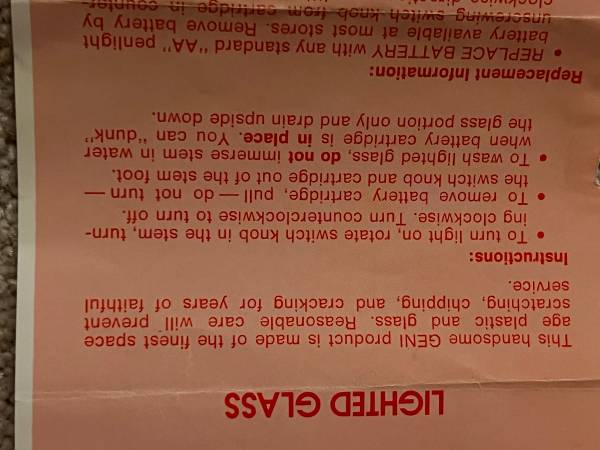 LIGHTED GLASS
This handsome GENI product is made of the finest space
age plastic and glass. Reasonable care will prevent
scratching, chipping, and cracking for years of faithful
service.
Instructions:
• To turn light on, rotate switch knob in the stem, turn-
ing clockwise. Turn counterclockwise to turn off.
• To remove battery cartridge, pull — do not turn —
the switch knob and cartridge out of the stem foot.
• To wash lighted glass, do not immerse stem in water
when battery cartridge is in place. You can "dunk"
the glass portion only and drain upside down.
Replacement Information:
• REPLACE BATTERY with any standard "AA" penlight
battery available at most stores. Remove battery by
unscrewing switch knob from cartridge in counter-
clockwise